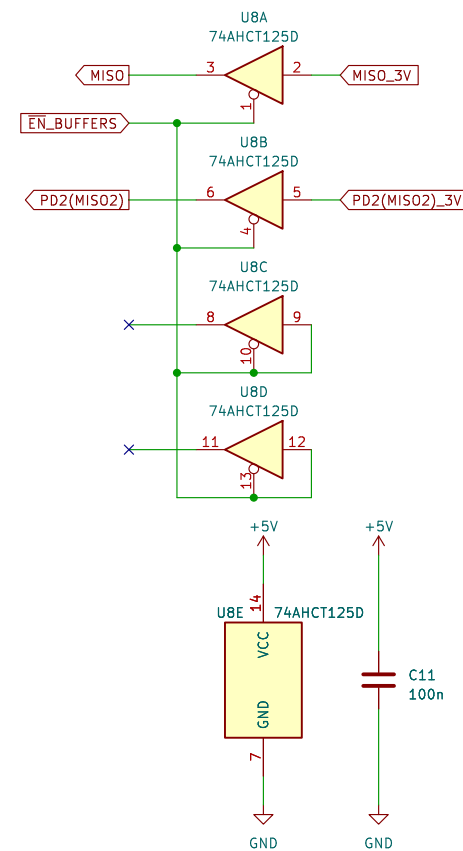 U8A
74AHCT125D
MISO 3 2 MISO_3V
1
EN_BUFFERS
U8B
74AHCT125D
PD2(MISO2) 6 5 PD2(MISO2)_3V
4
U8C
74AHCT125D
8 9
10
U8D
74AHCT125D
11 12
13
+5V +5V
14
U8E 74AHCT125D
VCC
C11
100n
GND
7
GND GND